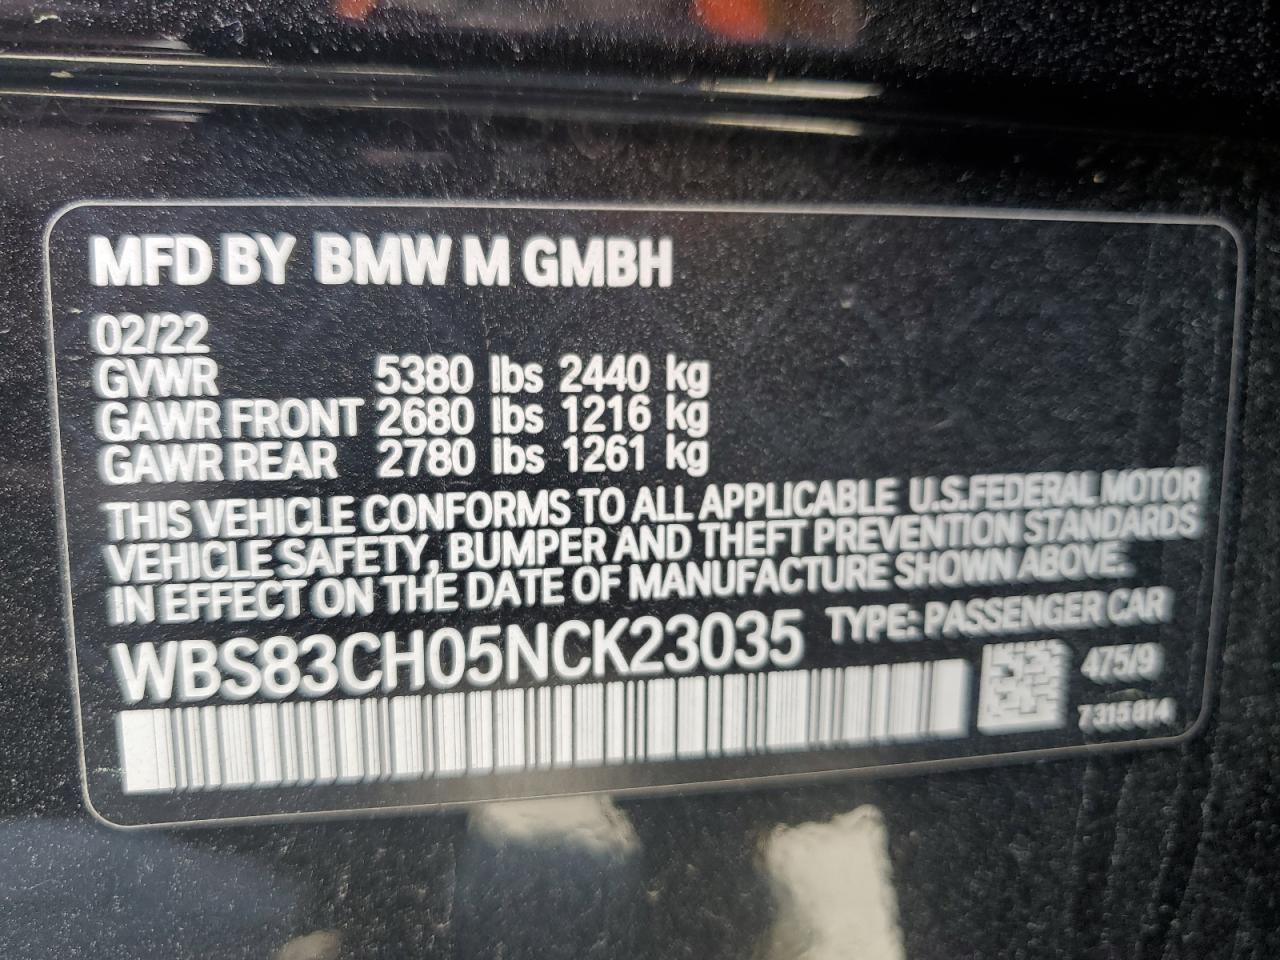 MFD BY BMW M GMBH
02/22
GVWR 5380 lbs 2440 kg
GAWR FRONT 2680 lbs 1216 kg
GAWR REAR 2780 lbs 1261 kg
THIS VEHICLE CONFORMS TO ALL APPLICABLE U.S.FEDERAL MOTOR
VEHICLE SAFETY, BUMPER AND THEFT PREVENTION STANDARDS
IN EFFECT ON THE DATE OF MANUFACTURE SHOWN ABOVE.
WBS83CH05NCK23035 TYPE: PASSENGER CAR
475/9
7 315 814